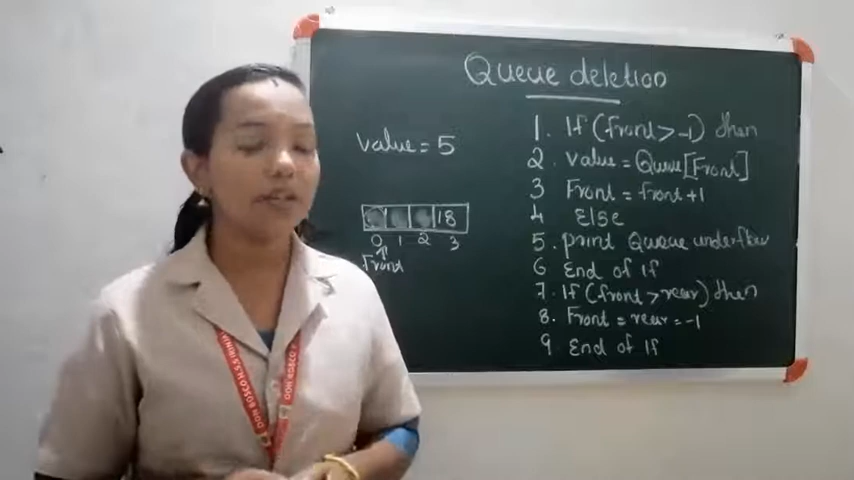 Queue deletion
value = 5
18
0 1 2 3
Front
1. If (front > -1) then
2. value = Queue [Front]
3 Front = Front + 1
4 Else
5. print Queue underflow
6 End of If
7. If (front > rear) then
8. Front = rear = -1
9 End of If
DON BOSCO H